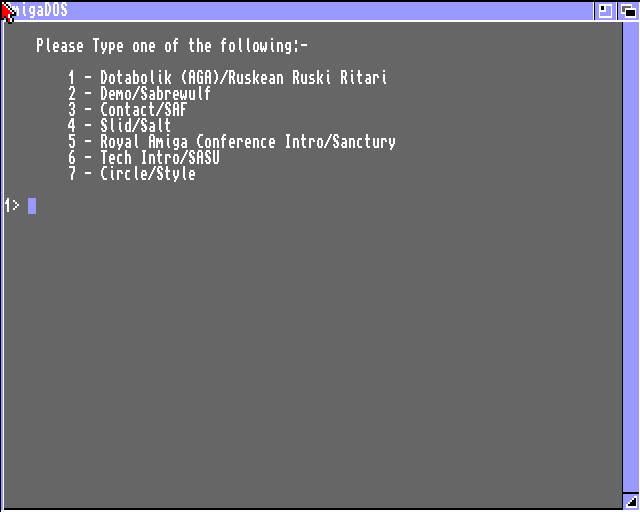 AmigaDOS
Please Type one of the following:-
1 - Dotabolik (AGA)/Ruskean Ruski Ritari
2 - Demo/Sabrewulf
3 - Contact/SAF
4 - Slid/Salt
5 - Royal Amiga Conference Intro/Sanctury
6 - Tech Intro/SASU
7 - Circle/Style
1>